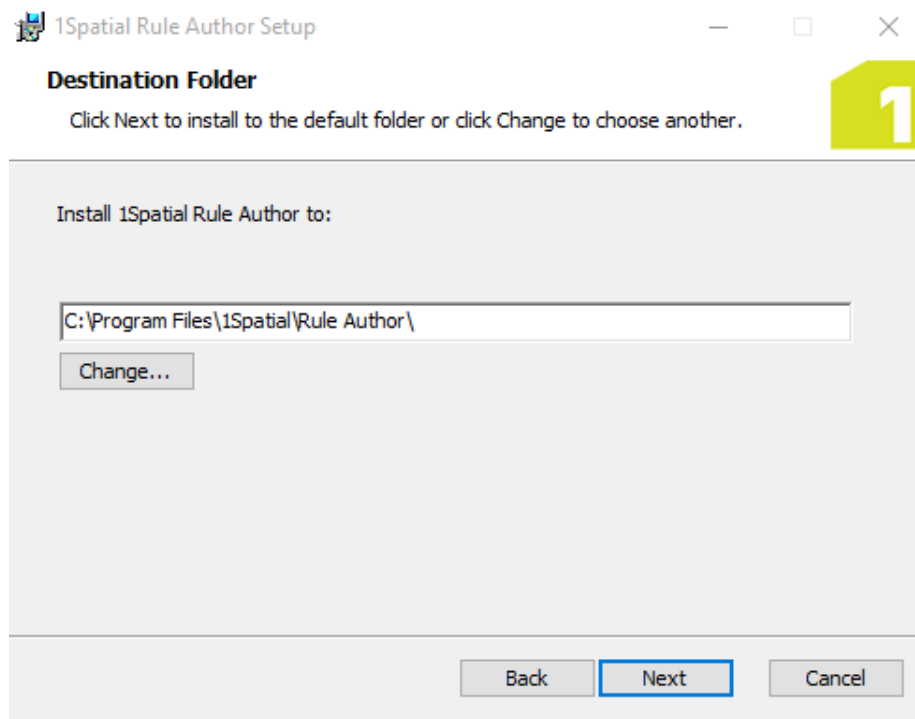 1Spatial Rule Author Setup
Destination Folder
Click Next to install to the default folder or click Change to choose another.
1
Install 1Spatial Rule Author to:
C:\Program Files\1Spatial\Rule Author\
Change...
Back
Next
Cancel